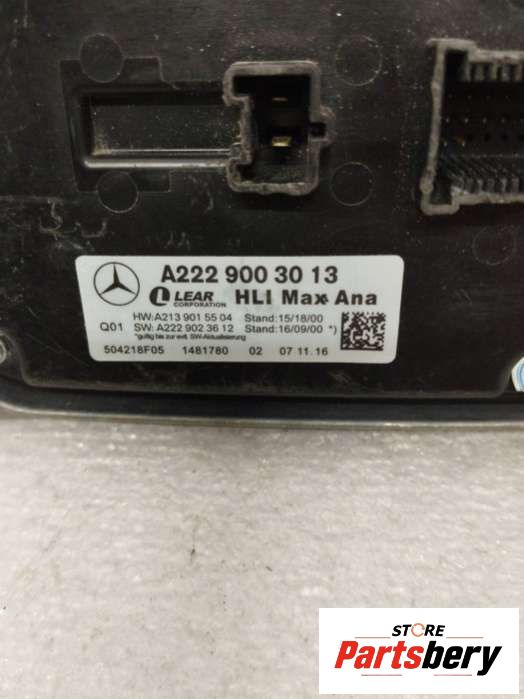 A222 900 30 13
LEAR CORPORATION HLI Max Ana
HW:A213 901 55 04 Stand:15/18/00
Q01 SW: A222 902 36 12 Stand:16/09/00 *)
*gültig bis zur evtl. SW-Aktualisierung
504218F05 1481780 02 07 11. 16
STORE
Partsbery